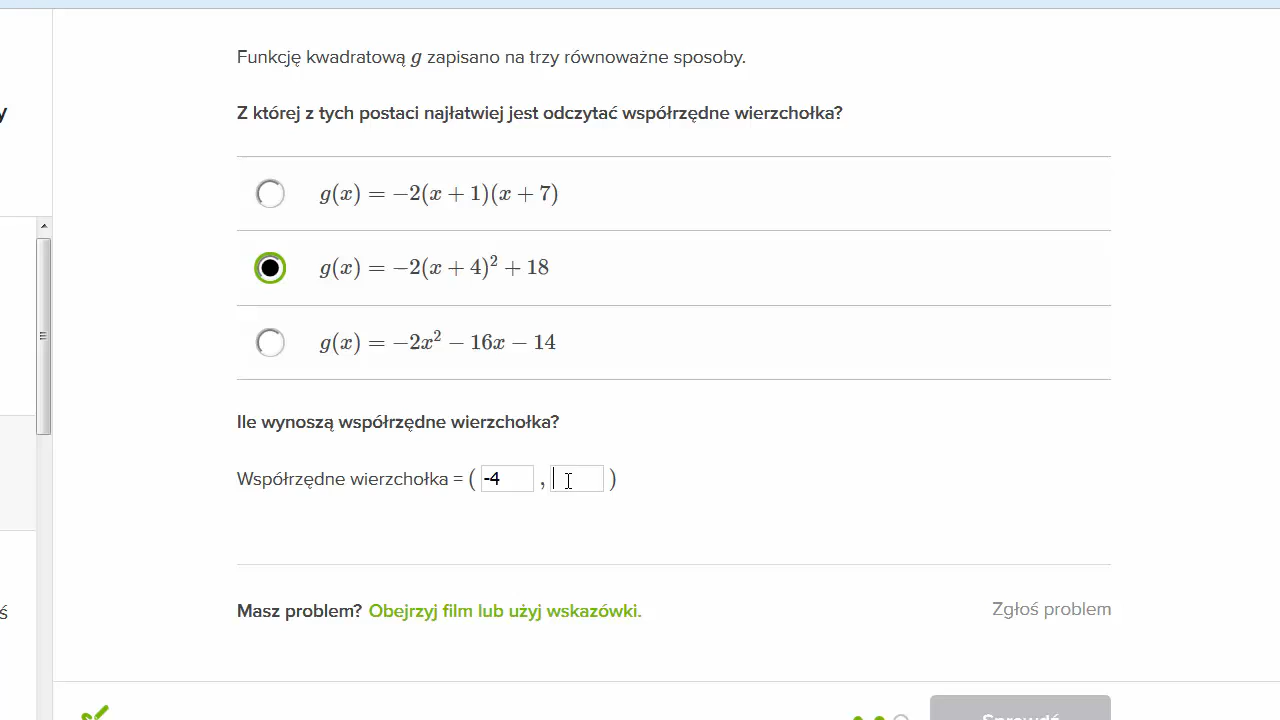 Funkcję kwadratową g zapisano na trzy równoważne sposoby.
y
Z której z tych postaci najłatwiej jest odczytać współrzędne wierzchołka?
g(x) = −2(x + 1)(x + 7)
g(x) = −2(x + 4)² + 18
g(x) = −2x² − 16x − 14
Ile wynoszą współrzędne wierzchołka?
Współrzędne wierzchołka = ( -4 , )
Masz problem? Obejrzyj film lub użyj wskazówki.
Zgłoś problem
ś
Sprawdź